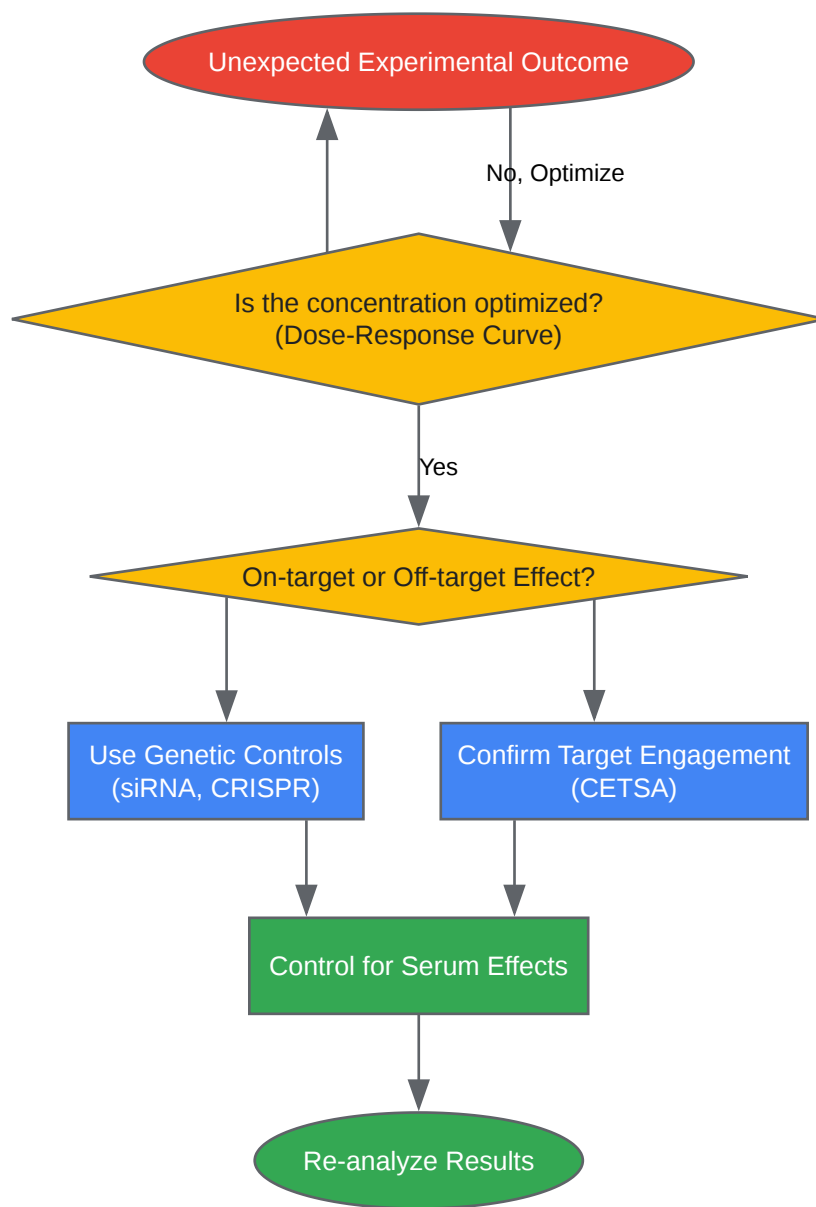 Unexpected Experimental Outcome
No, Optimize
Is the concentration optimized?
(Dose-Response Curve)
Yes
On-target or Off-target Effect?
Use Genetic Controls
(siRNA, CRISPR)
Confirm Target Engagement
(CETSA)
Control for Serum Effects
Re-analyze Results